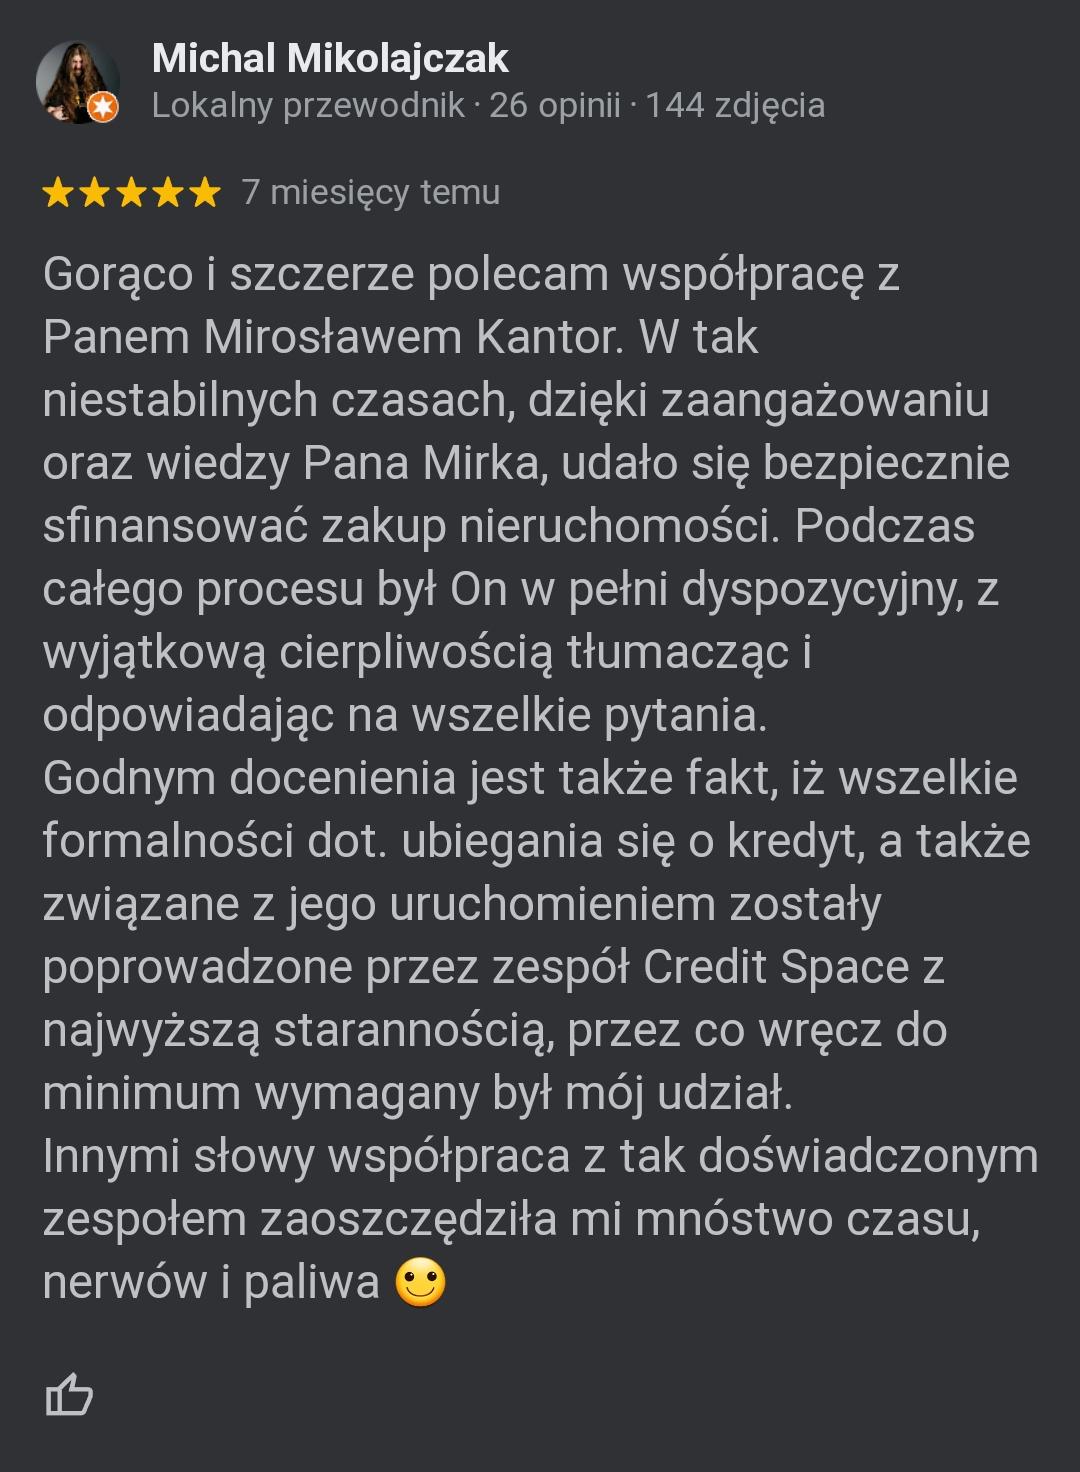 Michal Mikolajczak
Lokalny przewodnik · 26 opinii · 144 zdjęcia
7 miesięcy temu
Gorąco i szczerze polecam współpracę z
Panem Mirosławem Kantor. W tak
niestabilnych czasach, dzięki zaangażowaniu
oraz wiedzy Pana Mirka, udało się bezpiecznie
sfinansować zakup nieruchomości. Podczas
całego procesu był On w pełni dyspozycyjny, z
wyjątkową cierpliwością tłumacząc i
odpowiadając na wszelkie pytania.
Godnym docenienia jest także fakt, iż wszelkie
formalności dot. ubiegania się o kredyt, a także
związane z jego uruchomieniem zostały
poprowadzone przez zespół Credit Space z
najwyższą starannością, przez co wręcz do
minimum wymagany był mój udział.
Innymi słowy współpraca z tak doświadczonym
zespołem zaoszczędziła mi mnóstwo czasu,
nerwów i paliwa 🙂